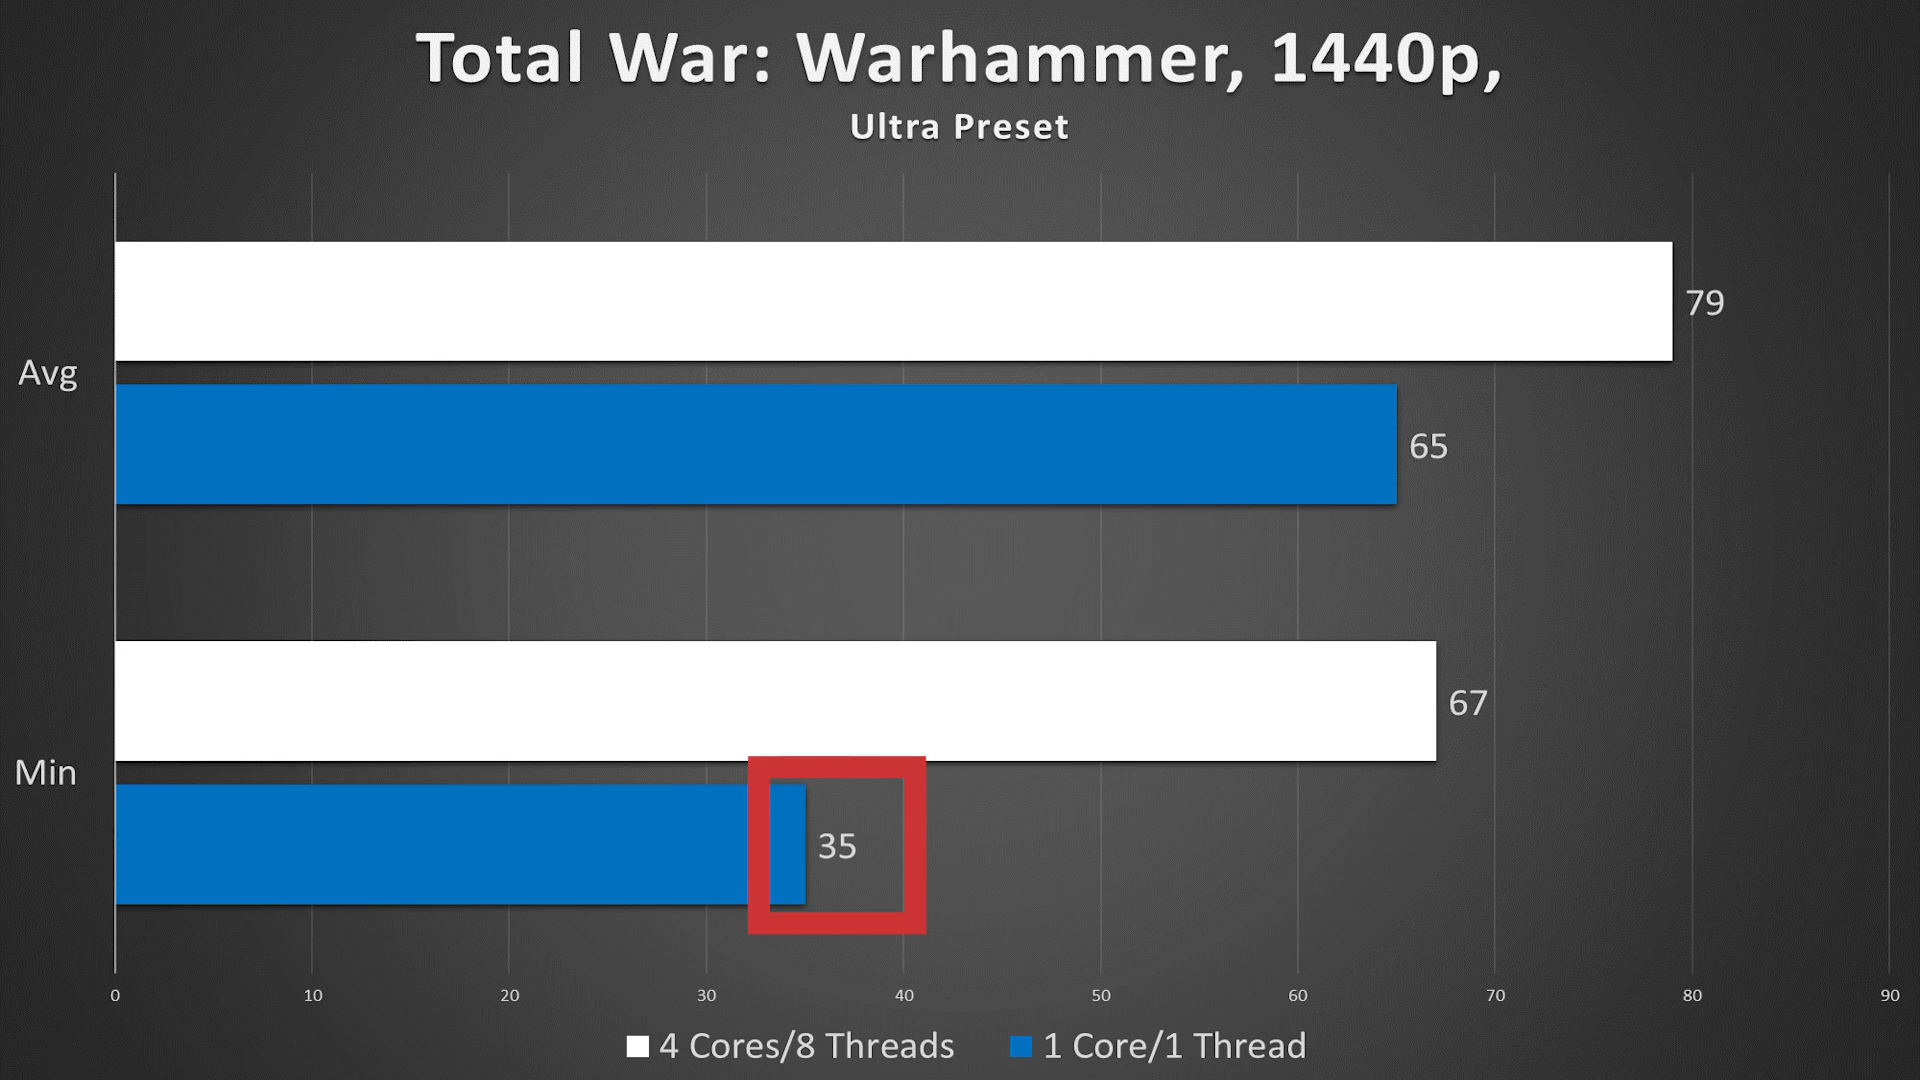 Total War: Warhammer, 1440p,
Ultra Preset
79
Avg
65
67
Min
35
0 10 20 30 40 50 60 70 80 90
4 Cores/8 Threads 1 Core/1 Thread